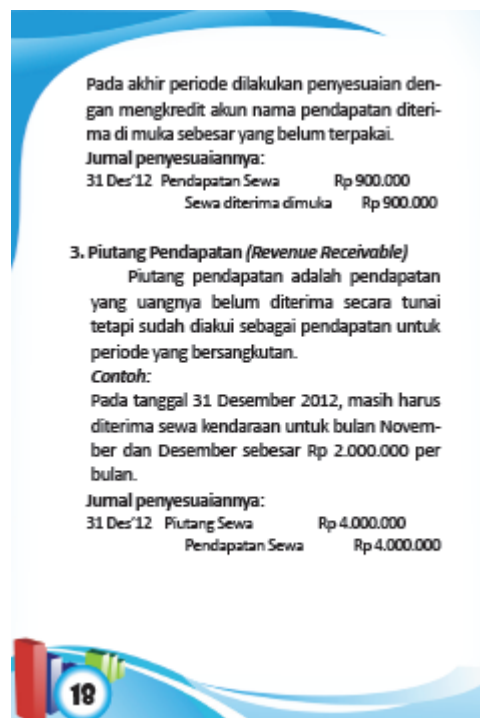 Pada akhir periode dilakukan penyesuaian den-
gan mengkredit akun nama pendapatan diteri-
ma di muka sebesar yang belum terpakai.
Jurnal penyesuaiannya:
31 Des'12 Pendapatan Sewa Rp 900.000
Sewa diterima dimuka Rp 900.000
3. Piutang Pendapatan (Revenue Receivable)
Piutang pendapatan adalah pendapatan
yang uangnya belum diterima secara tunai
tetapi sudah diakui sebagai pendapatan untuk
periode yang bersangkutan.
Contoh:
Pada tanggal 31 Desember 2012, masih harus
diterima sewa kendaraan untuk bulan Novem-
ber dan Desember sebesar Rp 2.000.000 per
bulan.
Jurnal penyesuaiannya:
31 Des'12 Piutang Sewa Rp 4.000.000
Pendapatan Sewa Rp 4.000.000
18